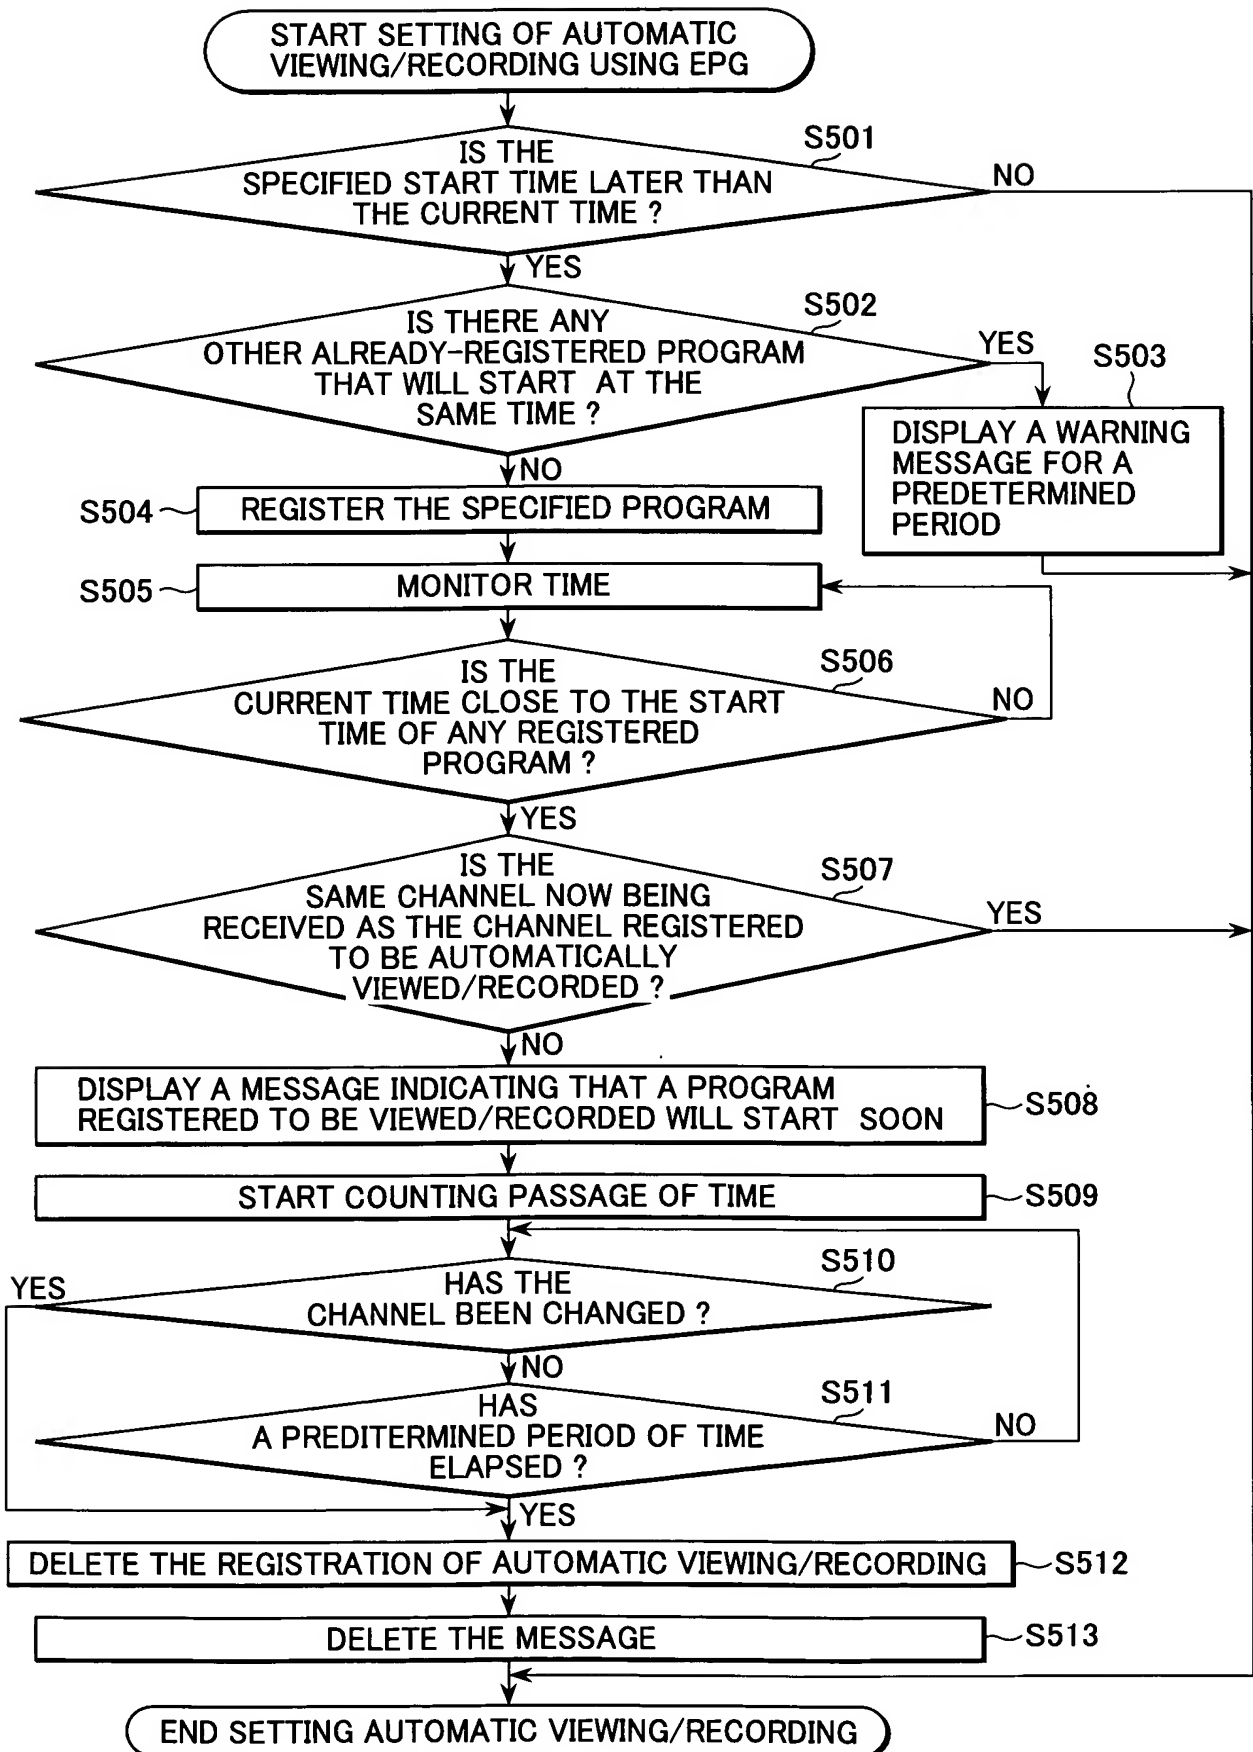 START SETTING OF AUTOMATIC
VIEWING/RECORDING USING EPG
S501
IS THE
SPECIFIED START TIME LATER THAN
THE CURRENT TIME ?
NO
YES
S502
IS THERE ANY
OTHER ALREADY-REGISTERED PROGRAM
THAT WILL START AT THE
SAME TIME ?
YES
S503
DISPLAY A WARNING
MESSAGE FOR A
PREDETERMINED
PERIOD
NO
S504
REGISTER THE SPECIFIED PROGRAM
S505
MONITOR TIME
S506
IS THE
CURRENT TIME CLOSE TO THE START
TIME OF ANY REGISTERED
PROGRAM ?
NO
YES
S507
IS THE
SAME CHANNEL NOW BEING
RECEIVED AS THE CHANNEL REGISTERED
TO BE AUTOMATICALLY
VIEWED/RECORDED ?
YES
NO
DISPLAY A MESSAGE INDICATING THAT A PROGRAM
REGISTERED TO BE VIEWED/RECORDED WILL START SOON
S508
START COUNTING PASSAGE OF TIME
S509
S510
YES
HAS THE
CHANNEL BEEN CHANGED ?
NO
S511
HAS
A PREDITERMINED PERIOD OF TIME
ELAPSED ?
NO
YES
DELETE THE REGISTRATION OF AUTOMATIC VIEWING/RECORDING
S512
DELETE THE MESSAGE
S513
END SETTING AUTOMATIC VIEWING/RECORDING